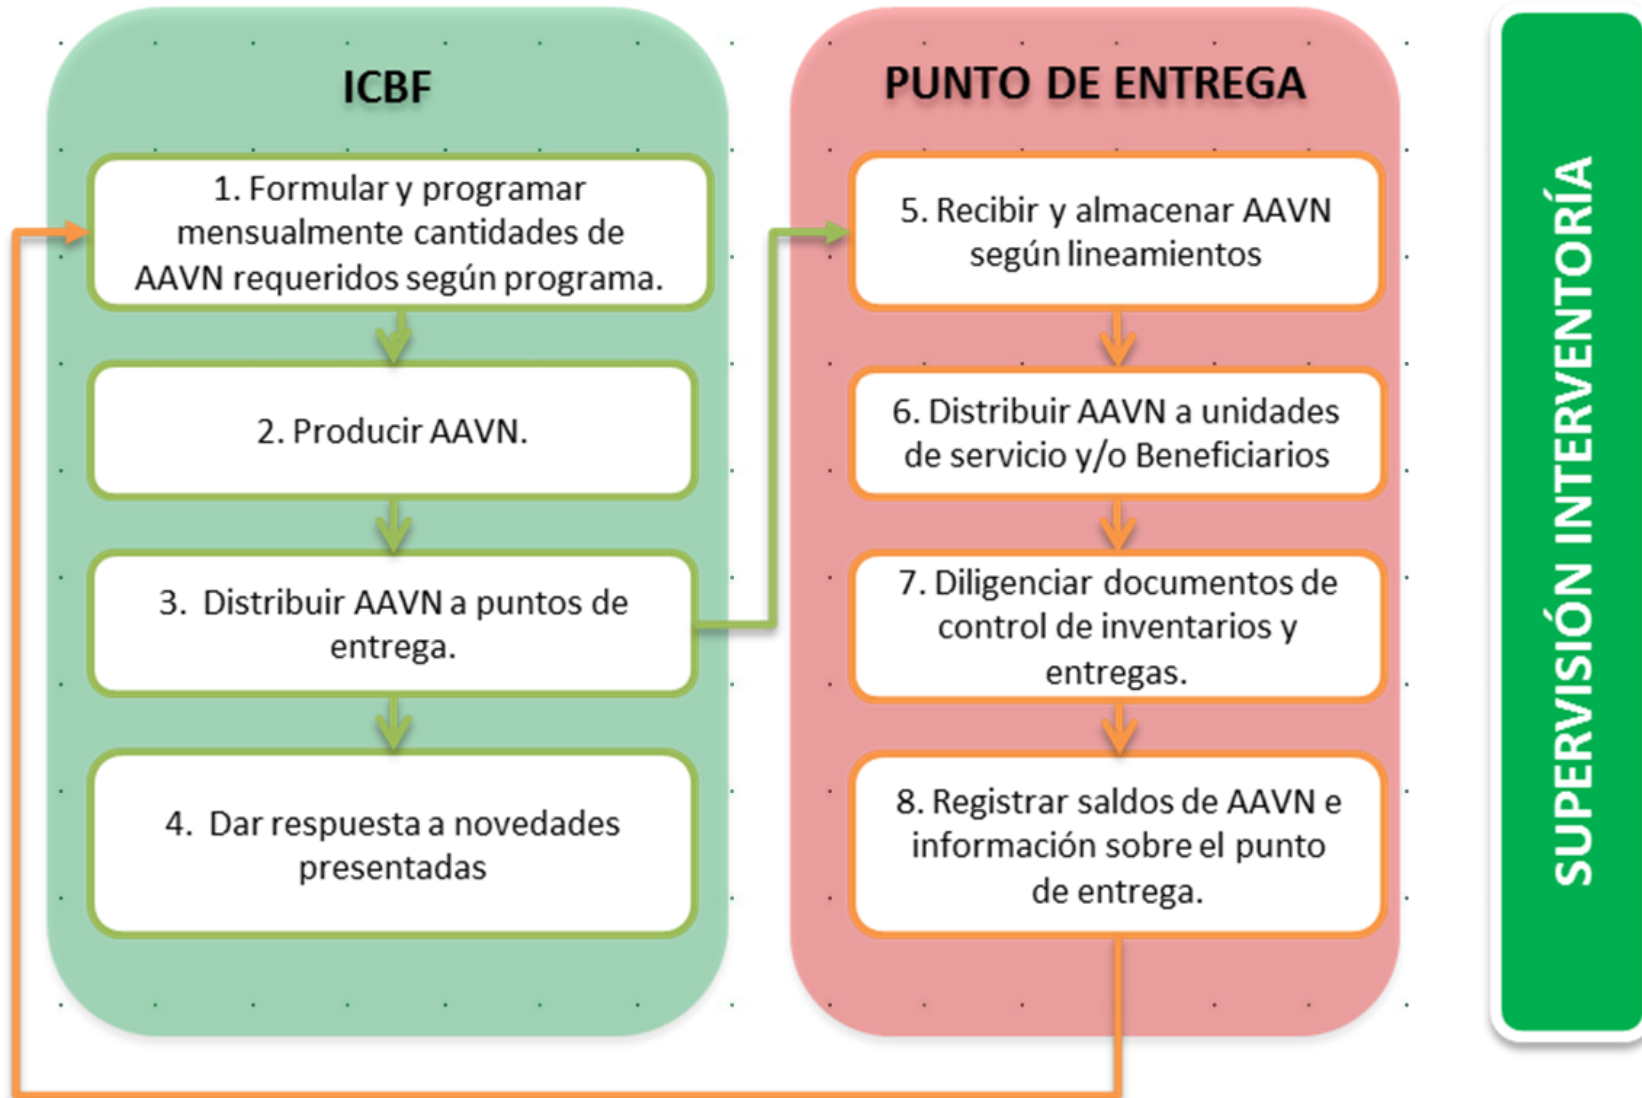 ICBF
1. Formular y programar
mensualmente cantidades de
AAVN requeridos según programa.
2. Producir AAVN.
3. Distribuir AAVN a puntos de
entrega.
4. Dar respuesta a novedades
presentadas
PUNTO DE ENTREGA
5. Recibir y almacenar AAVN
según lineamientos
6. Distribuir AAVN a unidades
de servicio y/o Beneficiarios
7. Diligenciar documentos de
control de inventarios y
entregas.
8. Registrar saldos de AAVN e
información sobre el punto
de entrega.
SUPERVISIÓN INTERVENTORÍA